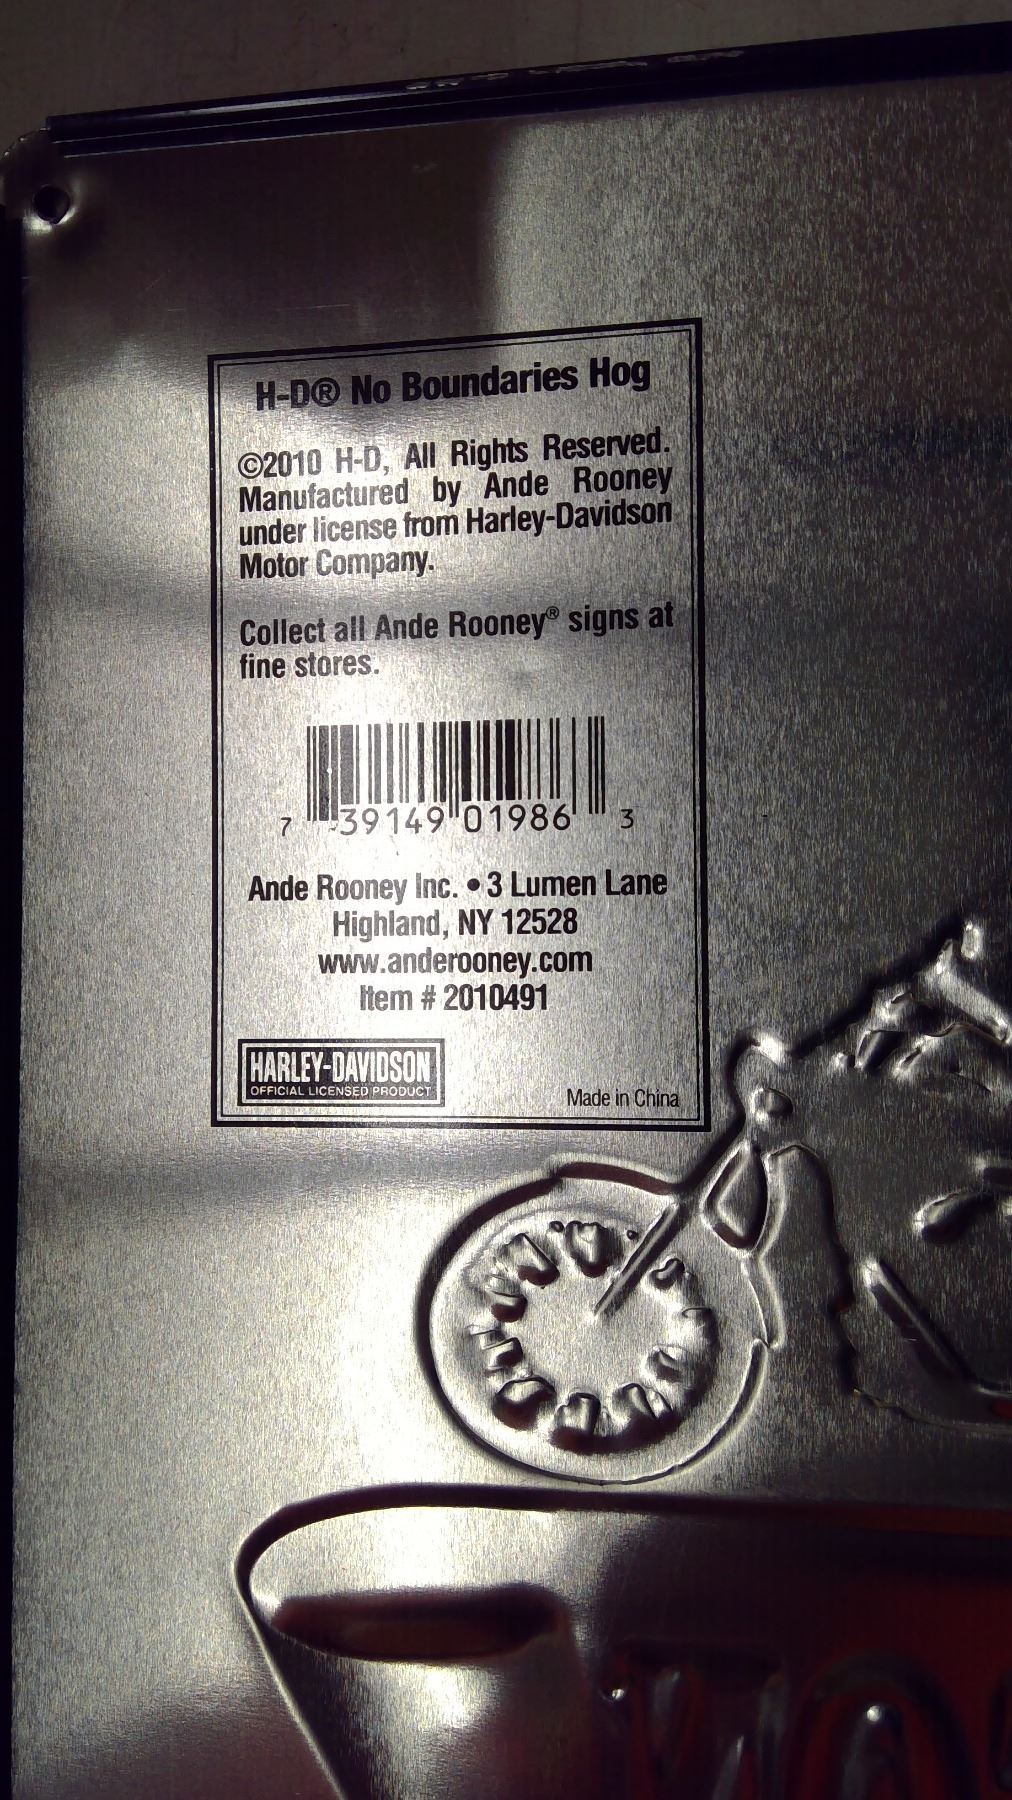 H-D® No Boundaries Hog
©2010 H-D, All Rights Reserved.
Manufactured by Ande Rooney
under license from Harley-Davidson
Motor Company.
Collect all Ande Rooney® signs at
fine stores.
7 39149 01986 3
Ande Rooney Inc. • 3 Lumen Lane
Highland, NY 12528
www.anderooney.com
Item # 2010491
HARLEY-DAVIDSON
OFFICIAL LICENSED PRODUCT
Made in China